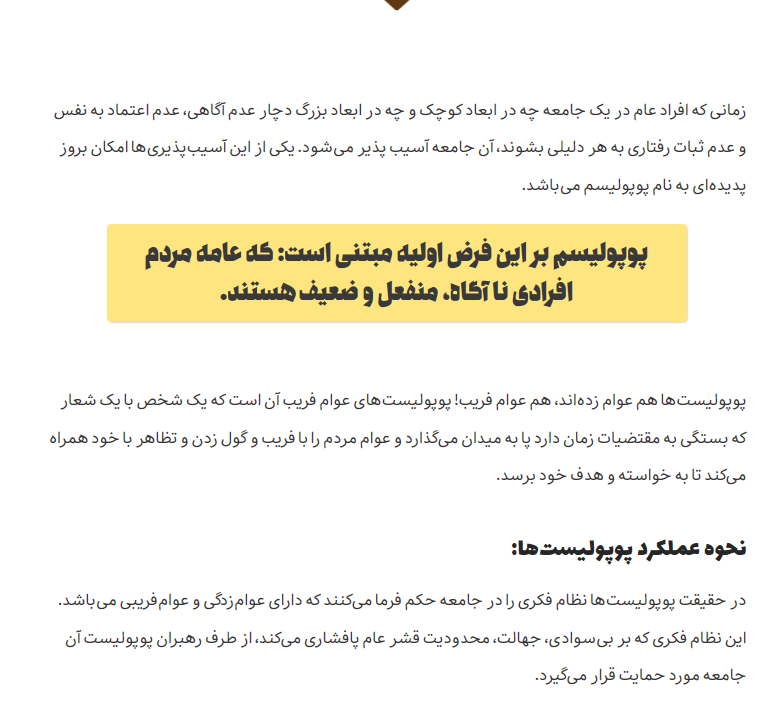 زمانی که افراد عام در یک جامعه چه در ابعاد کوچک و چه در ابعاد بزرگ دچار عدم آگاهی، عدم اعتماد به نفس
و عدم ثبات رفتاری به هر دلیلی بشوند، آن جامعه آسیب پذیر می‌شود. یکی از این آسیب‌پذیری‌ها امکان بروز
پدیده‌ای به نام پوپولیسم می‌باشد.
پوپولیسم بر این فرض اولیه مبتنی است: که عامه مردم
افرادی نا آگاه، منفعل و ضعیف هستند.
پوپولیست‌ها هم عوام زده‌اند، هم عوام فریب! پوپولیست‌های عوام فریب آن است که یک شخص با یک شعار
که بستگی به مقتضیات زمان دارد پا به میدان می‌گذارد و عوام مردم را با فریب و گول زدن و تظاهر با خود همراه
می‌کند تا به خواسته و هدف خود برسد.
نحوه عملکرد پوپولیست‌ها:
در حقیقت پوپولیست‌ها نظام فکری را در جامعه حکم فرما می‌کنند که دارای عوام‌زدگی و عوام‌فریبی می‌باشد.
این نظام فکری که بر بی‌سوادی، جهالت، محدودیت قشر عام پافشاری می‌کند، از طرف رهبران پوپولیست آن
جامعه مورد حمایت قرار می‌گیرد.